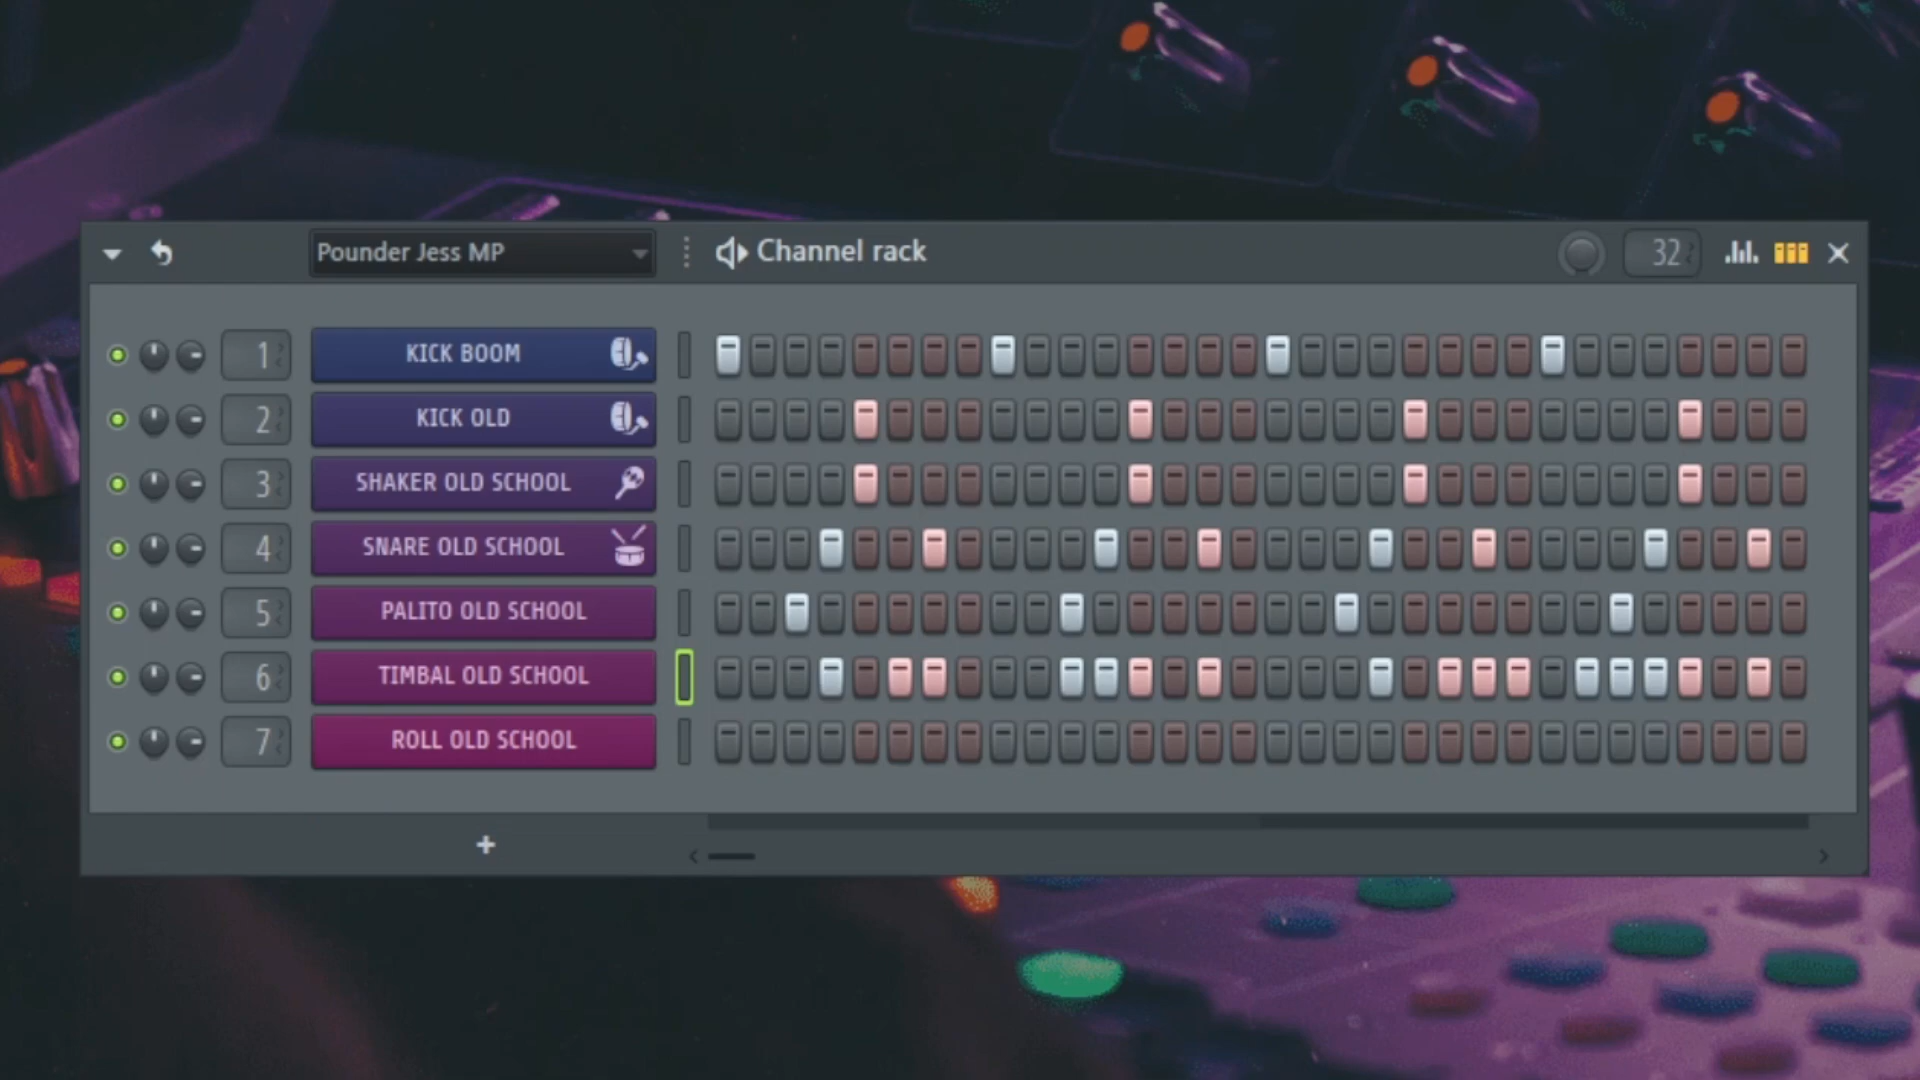 Pounder Jess MP
Channel rack
32
1
KICK BOOM
2
KICK OLD
3
SHAKER OLD SCHOOL
4
SNARE OLD SCHOOL
5
PALITO OLD SCHOOL
6
TIMBAL OLD SCHOOL
7
ROLL OLD SCHOOL